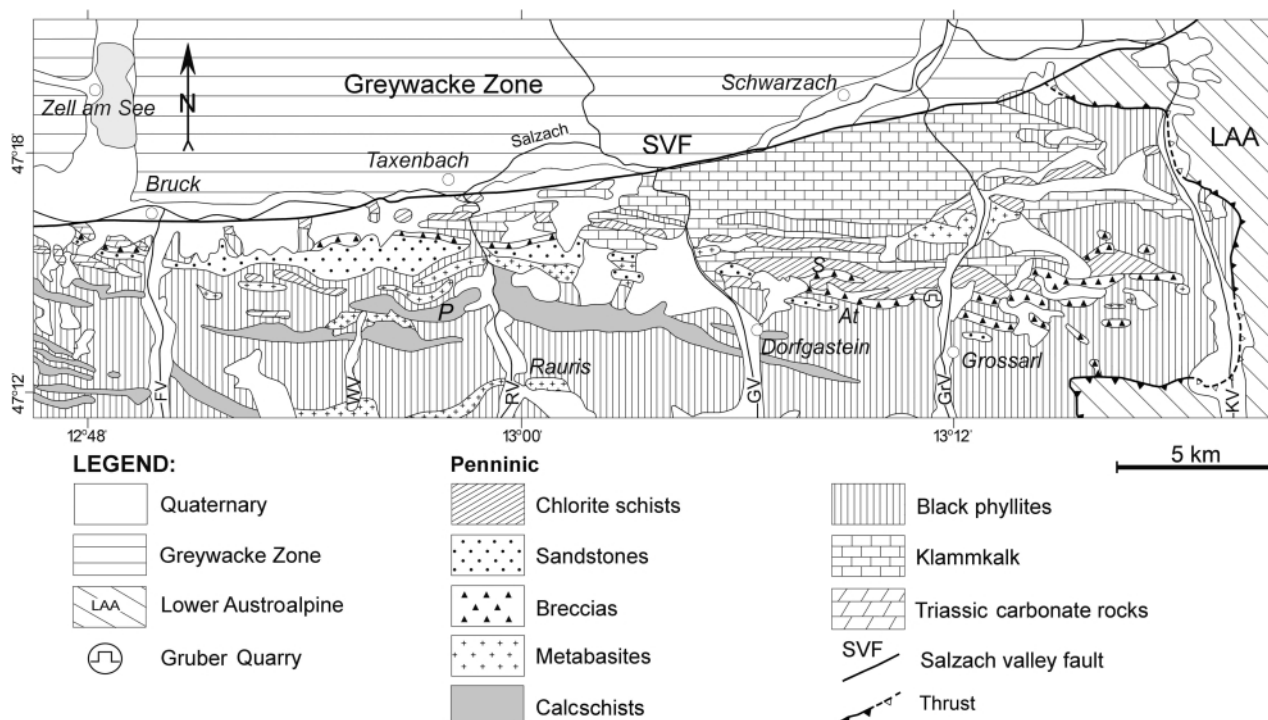 Greywacke Zone
Schwarzach
Zell am See
N
LAA
47°18'
Salzach
SVF
Taxenbach
Bruck
S
P
At
Dorfgastein
Rauris
Grossarl
47°12'
FV
WV
RV
GV
GrV
KV
12°48'
13°00'
13°12'
5 km
LEGEND:
Quaternary
Greywacke Zone
LAA
Lower Austroalpine
Gruber Quarry
Penninic
Chlorite schists
Sandstones
Breccias
Metabasites
Calcschists
Black phyllites
Klammkalk
Triassic carbonate rocks
SVF
Salzach valley fault
Thrust